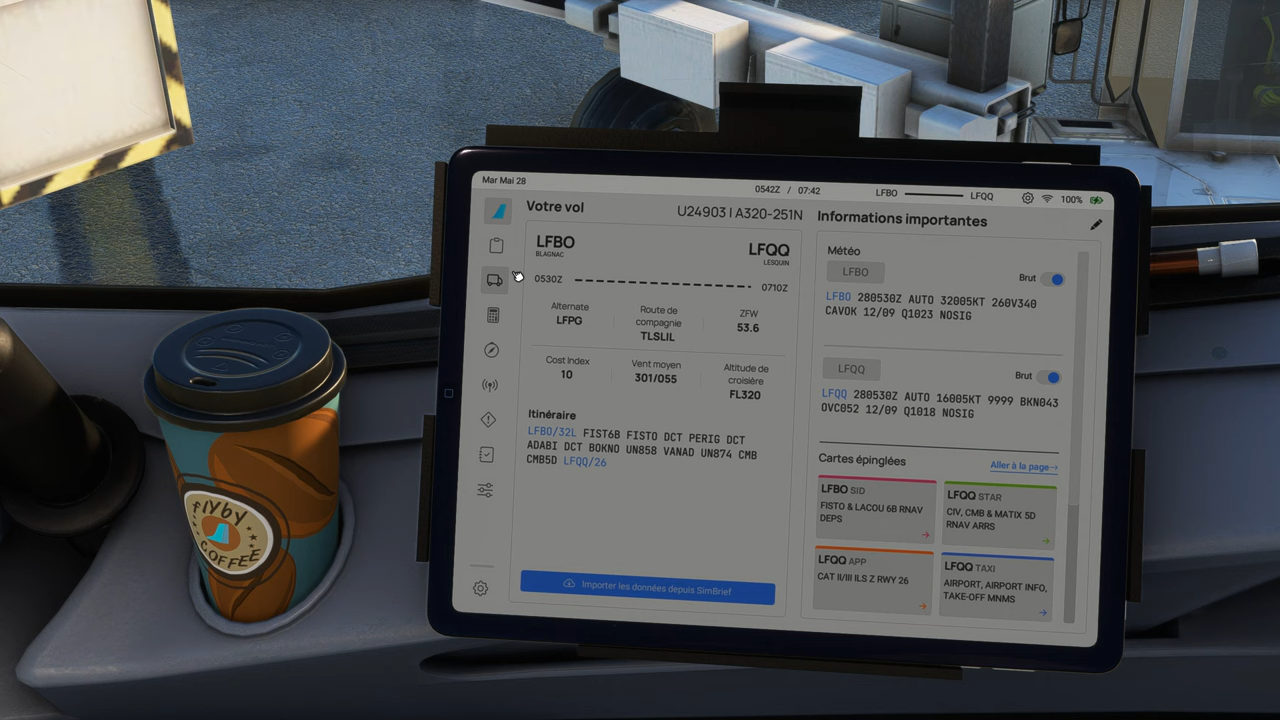 Mar Mai 28
0542Z / 07:42
LFBO
LFQQ
100%
Votre vol
U24903 | A320-251N
LFBO
BLAGNAC
LFQQ
LESQUIN
0530Z
0710Z
Alternate
LFPG
Route de
compagnie
TLSLIL
ZFW
53.6
Cost Index
10
Vent moyen
301/055
Altitude de
croisière
FL320
Itinéraire
LFBO/32L FIST6B FISTO DCT PERIG DCT
ADABI DCT BOKNO UN858 VANAD UN874 CMB
CMB5D LFQQ/26
Importer les données depuis SimBrief
Informations importantes
Météo
LFBO
Brut
LFBO 280530Z AUTO 32005KT 260V340
CAVOK 12/09 Q1023 NOSIG
LFQQ
Brut
LFQQ 280530Z AUTO 16005KT 9999 BKN043
OVC052 12/09 Q1018 NOSIG
Cartes épinglées
Aller à la page→
LFBO SID
FISTO & LACOU 6B RNAV
DEPS
LFQQ STAR
CIV, CMB & MATIX 5D
RNAV ARRS
LFQQ APP
CAT II/III ILS Z RWY 26
LFQQ TAXI
AIRPORT, AIRPORT INFO,
TAKE-OFF MNMS
flyby
COFFEE